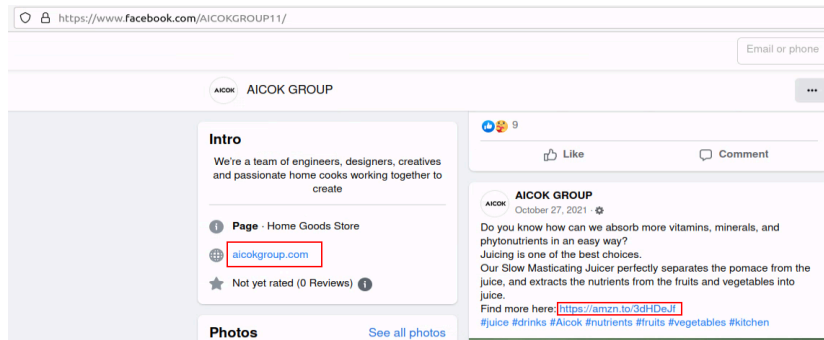 https://www.facebook.com/AICOKGROUP11/
Email or phone
AICOK
AICOK GROUP
...
Intro
We're a team of engineers, designers, creatives
and passionate home cooks working together to
create
Page · Home Goods Store
aicokgroup.com
Not yet rated (0 Reviews)
Photos
See all photos
9
Like
Comment
AICOK
AICOK GROUP
October 27, 2021 ·
Do you know how can we absorb more vitamins, minerals, and
phytonutrients in an easy way?
Juicing is one of the best choices.
Our Slow Masticating Juicer perfectly separates the pomace from the
juice, and extracts the nutrients from the fruits and vegetables into
juice.
Find more here: https://amzn.to/3dHDeJf
#juice #drinks #Aicok #nutrients #fruits #vegetables #kitchen